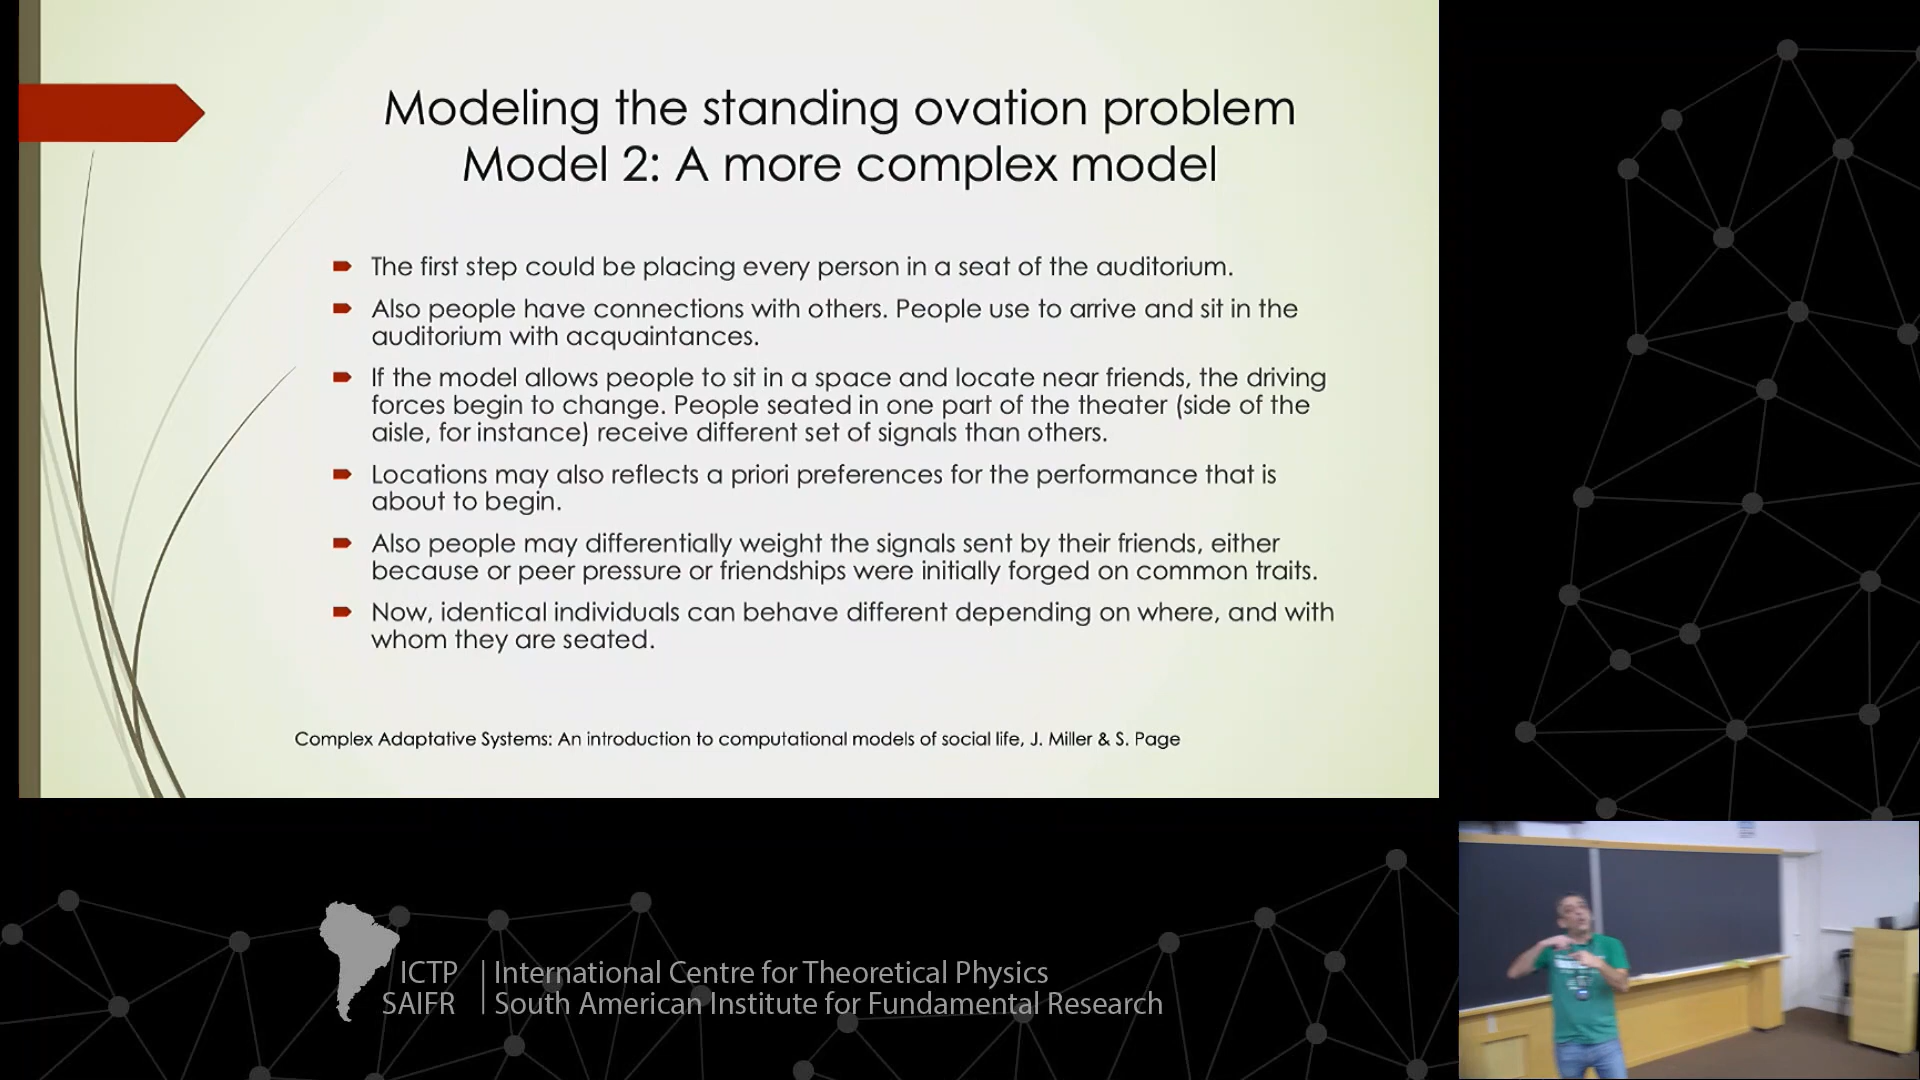 Modeling the standing ovation problem
Model 2: A more complex model
The first step could be placing every person in a seat of the auditorium.
Also people have connections with others. People use to arrive and sit in the
auditorium with acquaintances.
If the model allows people to sit in a space and locate near friends, the driving
forces begin to change. People seated in one part of the theater (side of the
aisle, for instance) receive different set of signals than others.
Locations may also reflects a priori preferences for the performance that is
about to begin.
Also people may differentially weight the signals sent by their friends, either
because or peer pressure or friendships were initially forged on common traits.
Now, identical individuals can behave different depending on where, and with
whom they are seated.
Complex Adaptative Systems: An introduction to computational models of social life, J. Miller & S. Page
ICTP | International Centre for Theoretical Physics
SAIFR | South American Institute for Fundamental Research